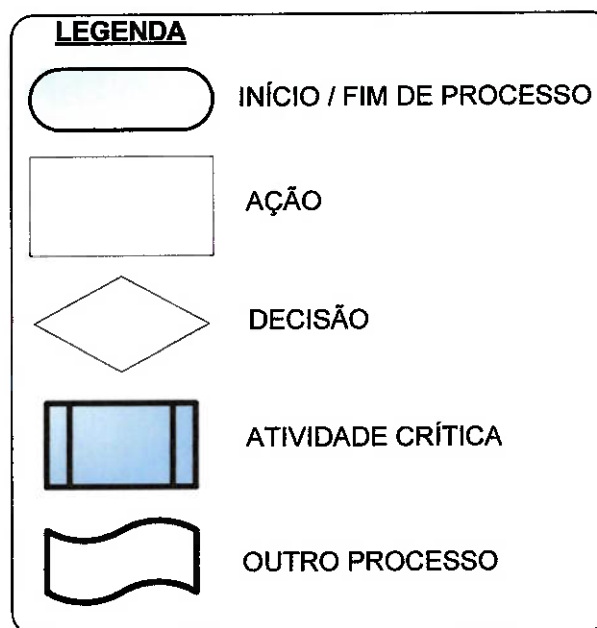 LEGENDA
INÍCIO / FIM DE PROCESSO
AÇÃO
DECISÃO
ATIVIDADE CRÍTICA
OUTRO PROCESSO